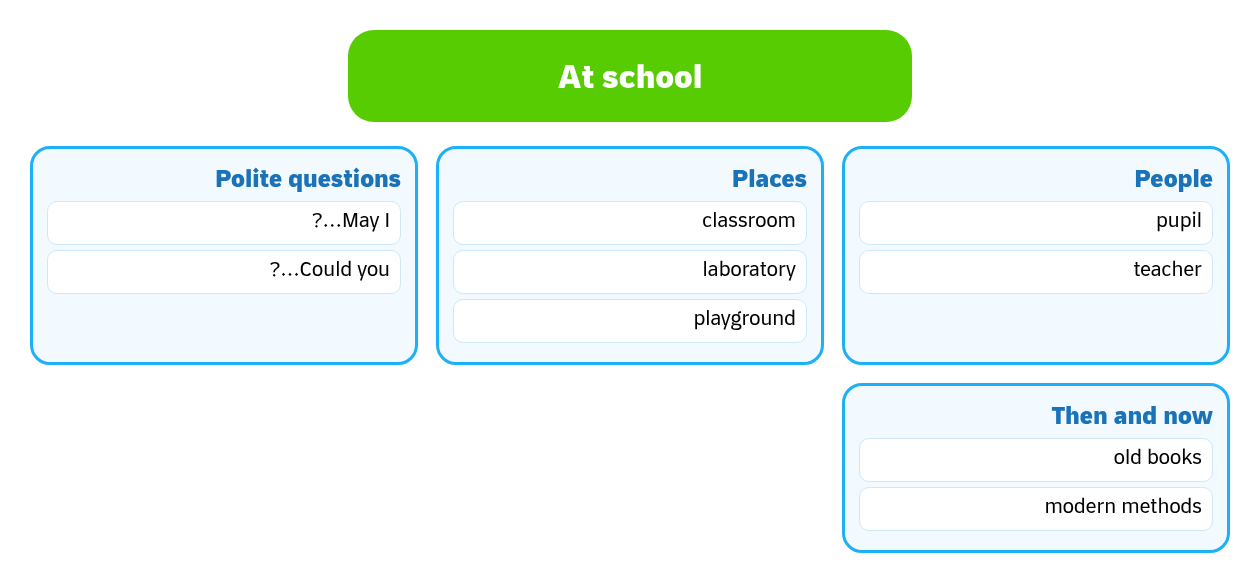 At school
People
pupil
teacher
Places
classroom
laboratory
playground
Polite questions
?...May I
?...Could you
Then and now
old books
modern methods